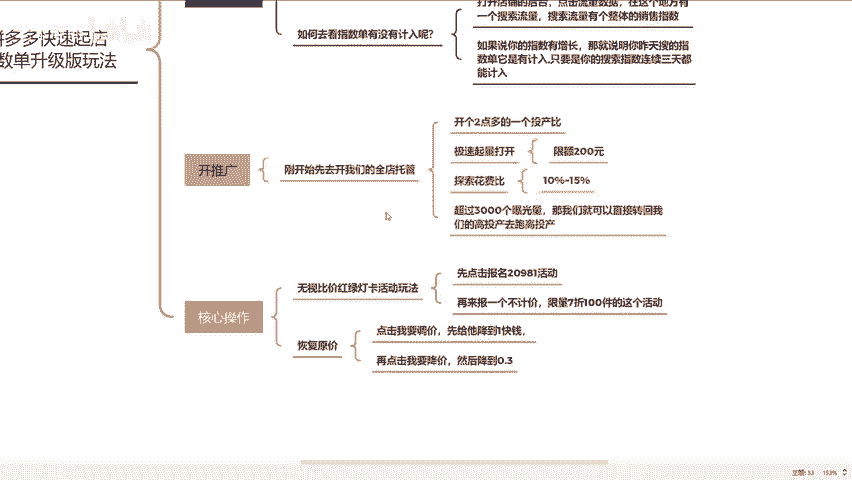 打开店铺的后台，点击流量数据，在这个地方有
一个搜索流量，搜索流量有个整体的销售指数
如何去看指数单有没有计入呢?
如果说你的指数有增长，那就说明你昨天搜的指
数单它是有计入,只要是你的搜索指数连续三天都
能计入
拼多多快速起店
数单升级版玩法
开推广
刚开始先去开我们的全店托管
开个2点多的一个投产比
极速起量打开
限额200元
探索花费比
10%-15%
超过3000个曝光量，那我们就可以直接转回我
们的高投产去跑高投产
核心操作
无视比价红绿灯卡活动玩法
先点击报名20981活动
再来报一个不计价，限量7折100件的这个活动
恢复原价
点击我要调价，先给他降到1块钱，
再点击我要降价，然后降到0.3
主题: 53
153%